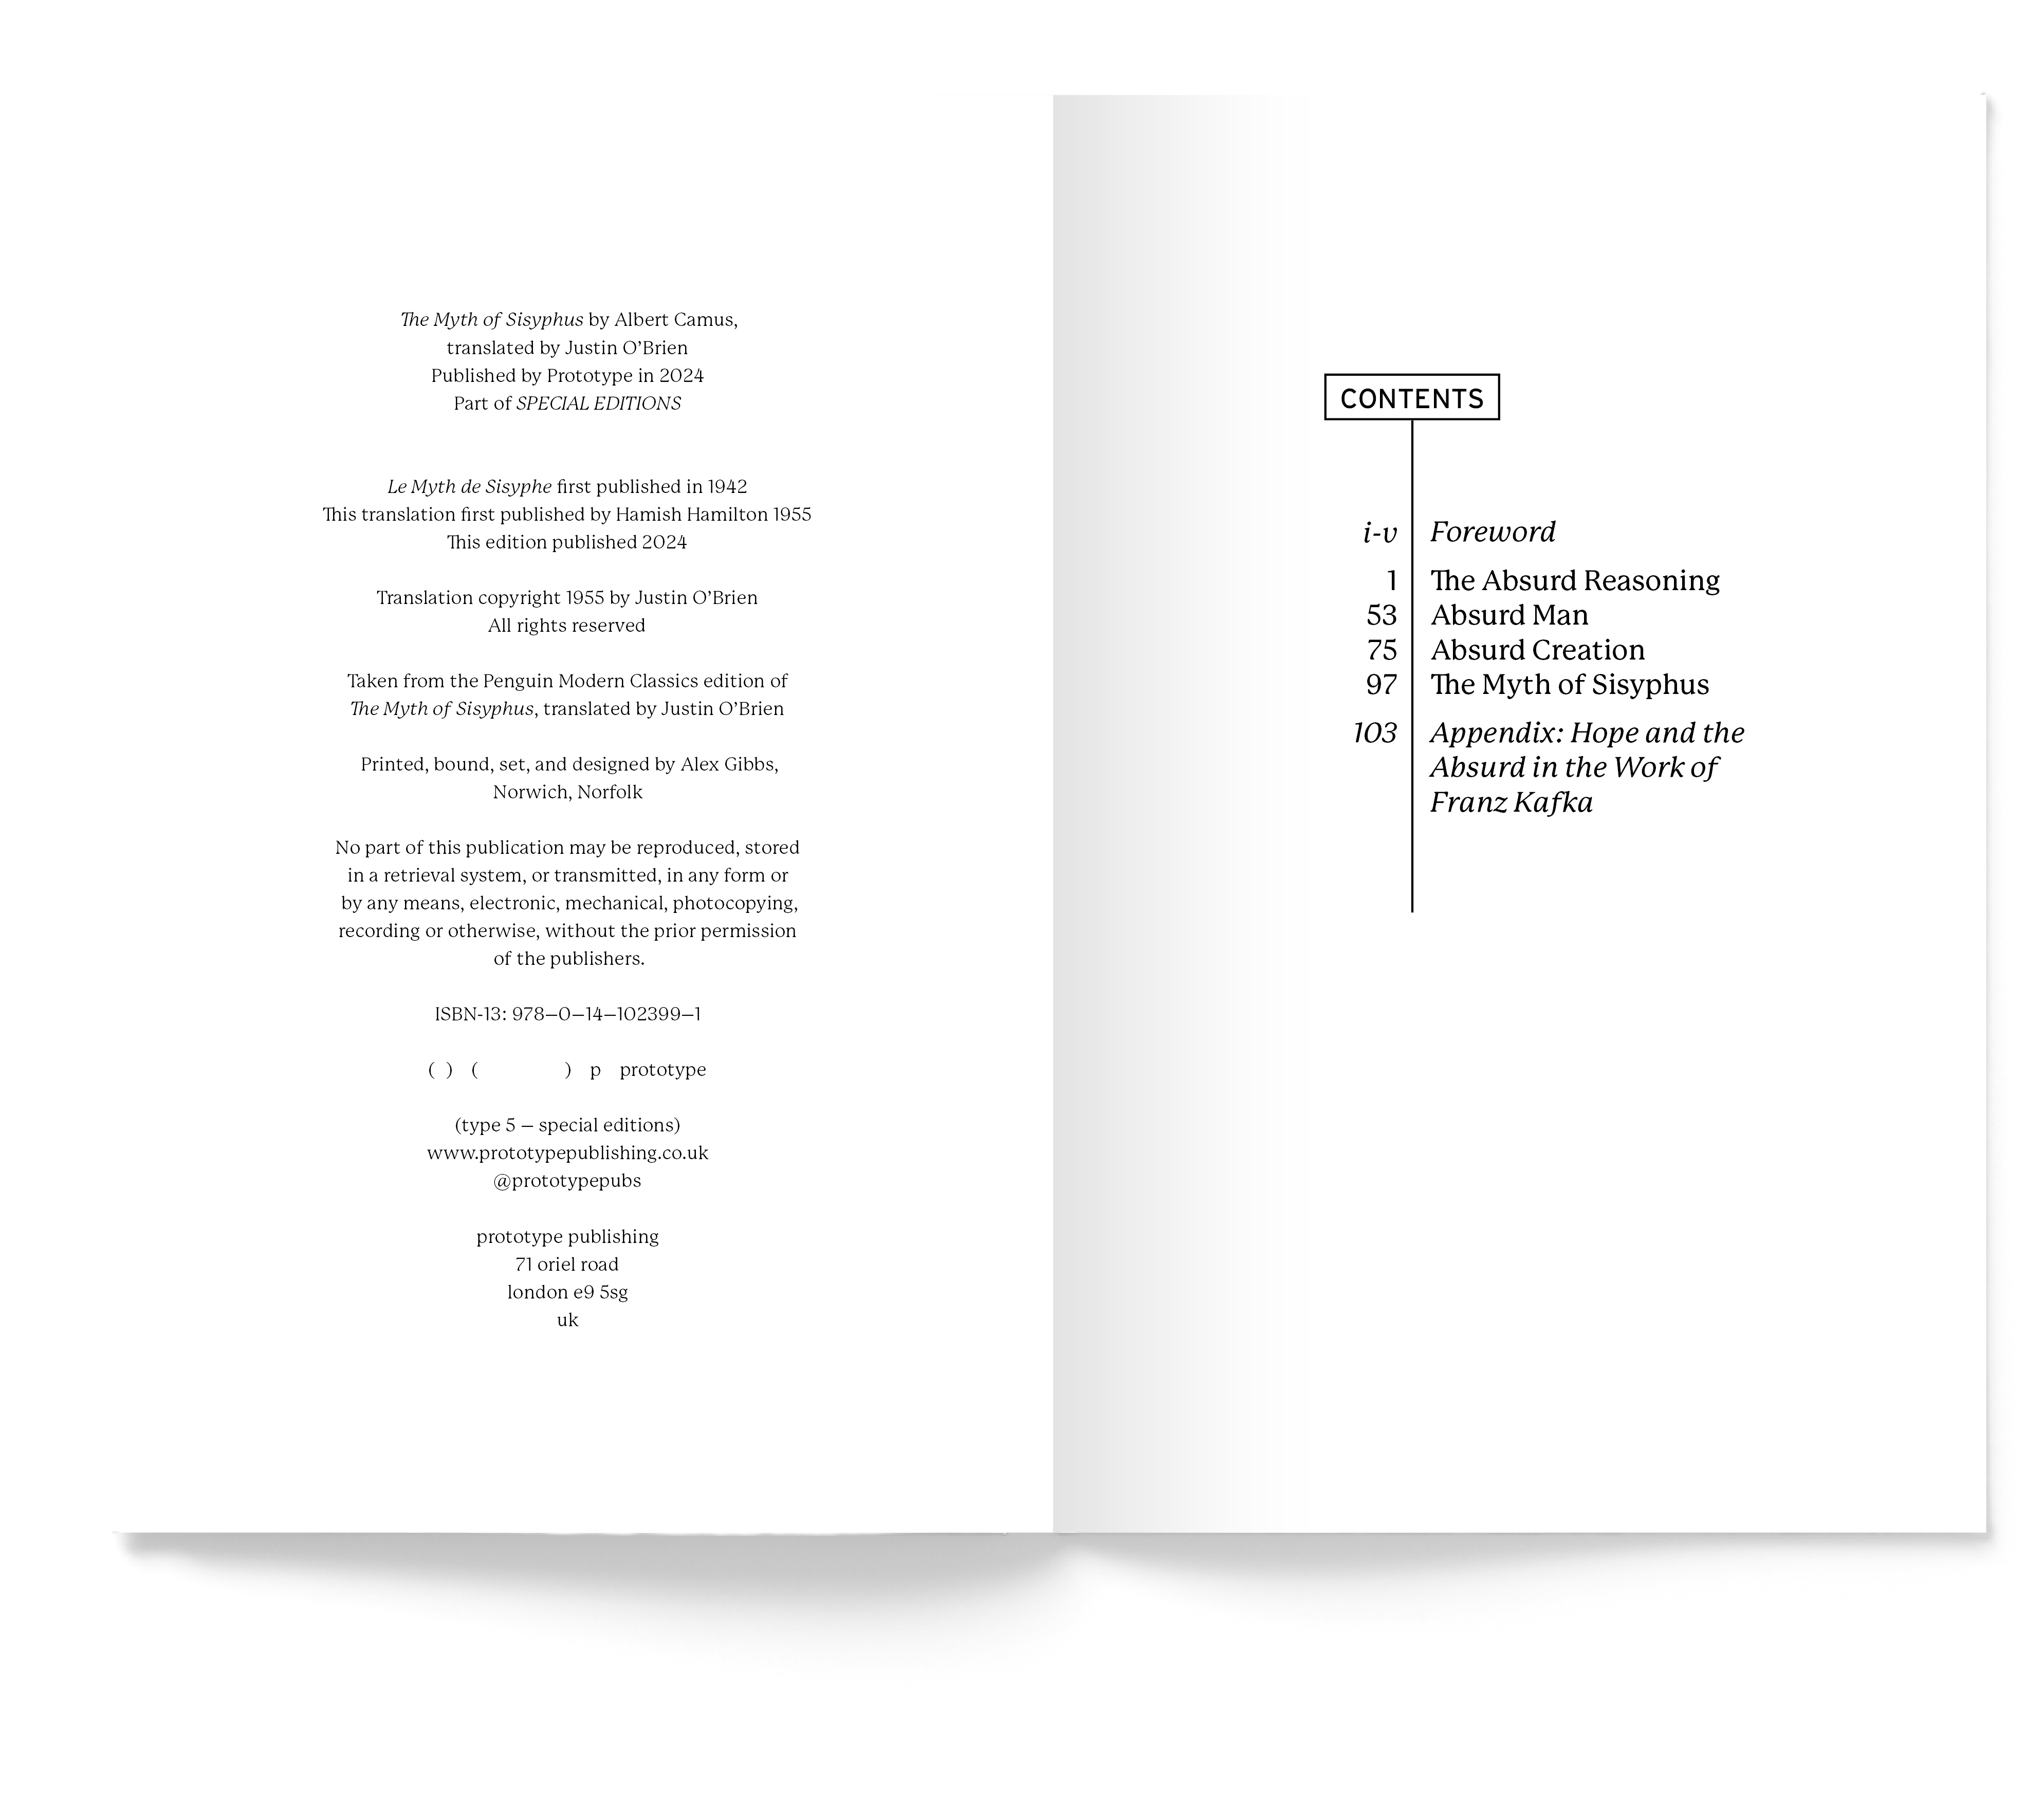 The Myth of Sisyphus by Albert Camus,
translated by Justin O’Brien
Published by Prototype in 2024
Part of SPECIAL EDITIONS
Le Myth de Sisyphe first published in 1942
This translation first published by Hamish Hamilton 1955
This edition published 2024
Translation copyright 1955 by Justin O’Brien
All rights reserved
Taken from the Penguin Modern Classics edition of
The Myth of Sisyphus, translated by Justin O’Brien
Printed, bound, set, and designed by Alex Gibbs,
Norwich, Norfolk
No part of this publication may be reproduced, stored
in a retrieval system, or transmitted, in any form or
by any means, electronic, mechanical, photocopying,
recording or otherwise, without the prior permission
of the publishers.
ISBN-13: 978–0–14–102399–1
( ) ( ) p prototype
(type 5 – special editions)
www.prototypepublishing.co.uk
@prototypepubs
prototype publishing
71 oriel road
london e9 5sg
uk
CONTENTS
i-v Foreword
1 The Absurd Reasoning
53 Absurd Man
75 Absurd Creation
97 The Myth of Sisyphus
103 Appendix: Hope and the
Absurd in the Work of
Franz Kafka